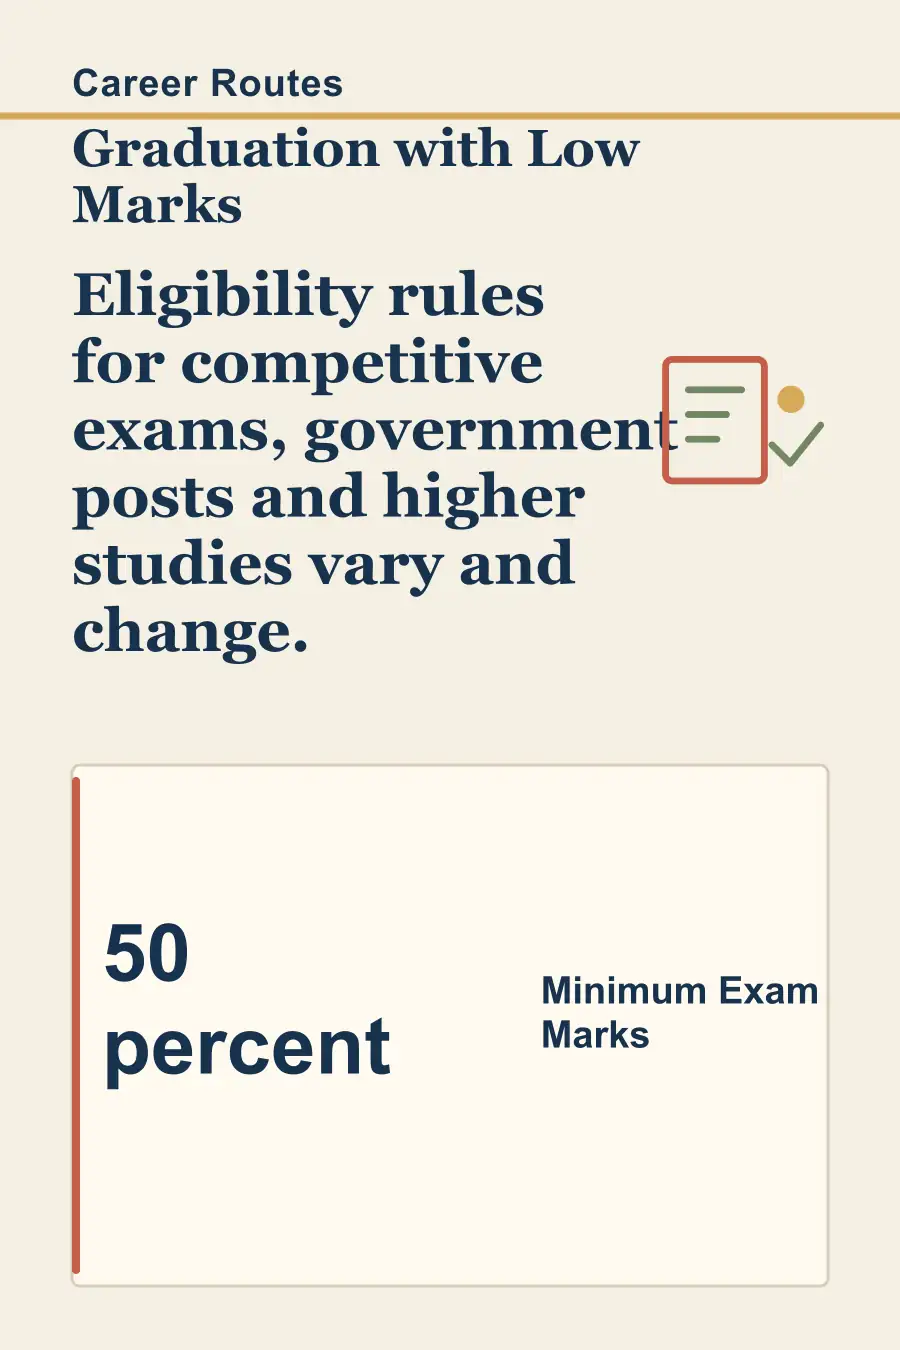 Career Routes
Graduation with Low
Marks
Eligibility rules
for competitive
exams, government
posts and higher
studies vary and
change.
50
percent
Minimum Exam
Marks